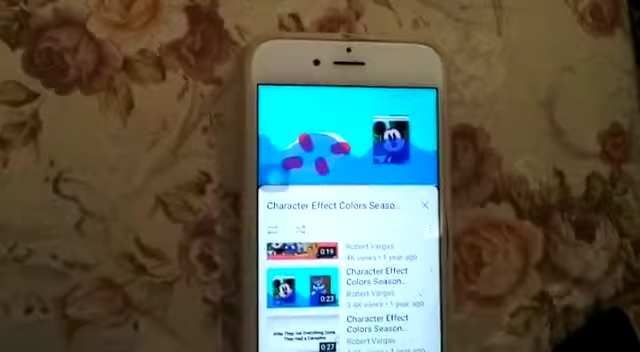 Character Effect Colors Seaso...
Robert Vargas
4K views • 1 year ago
0:19
Character Effect
Colors Season...
Robert Vargas
3.4K views • 1 year ago
0:23
Character Effect
Colors Season...
Robert Vargas
0:27